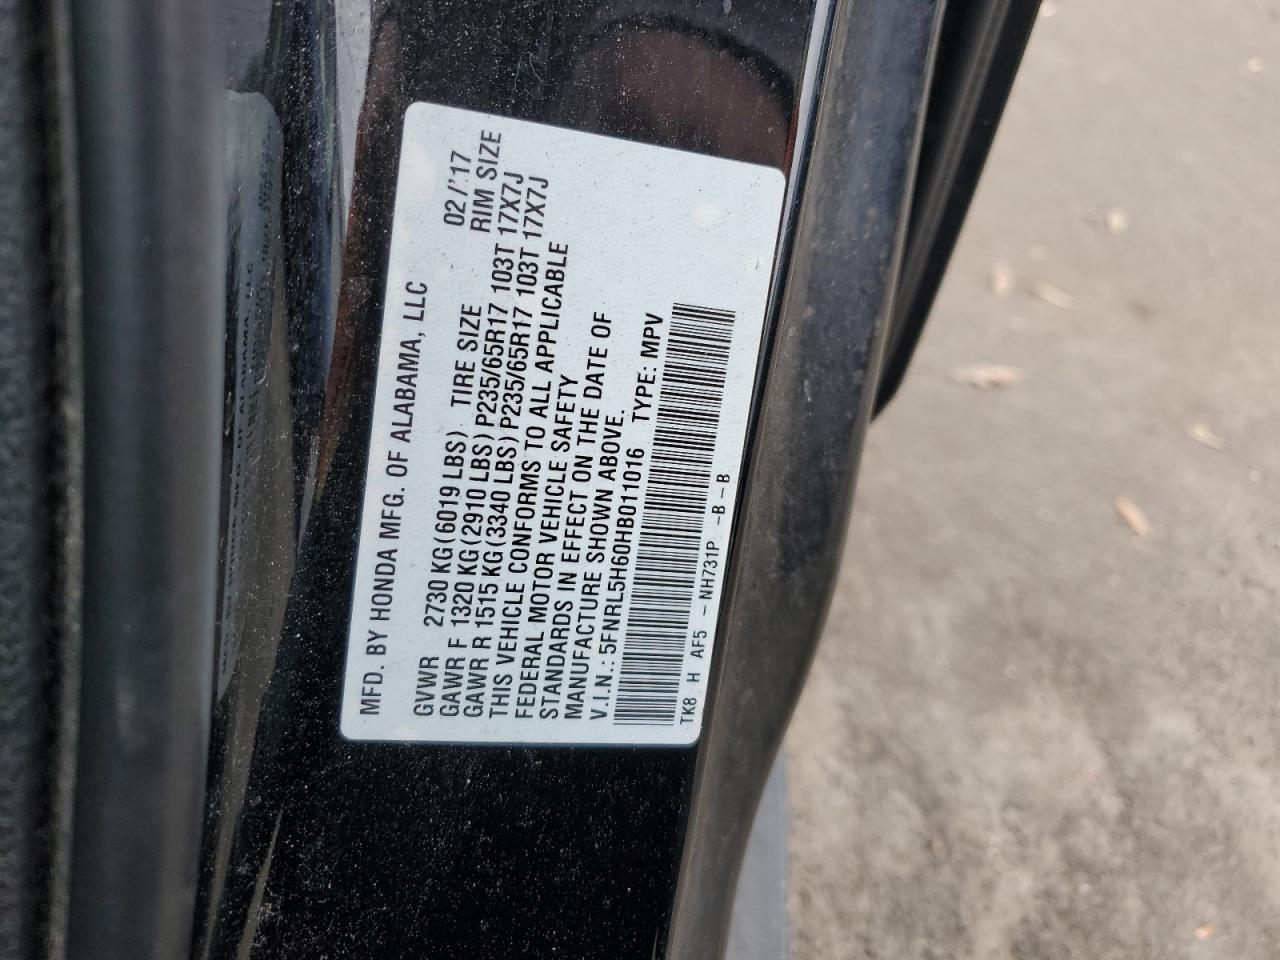 MFD. BY HONDA MFG. OF ALABAMA, LLC 02/'17
GVWR 2730 KG(6019 LBS) TIRE SIZE RIM SIZE
GAWR F 1320 KG(2910 LBS)P235/65R17 103T 17X7J
GAWR R 1515 KG(3340 LBS)P235/65R17 103T 17X7J
THIS VEHICLE CONFORMS TO ALL APPLICABLE
FEDERAL MOTOR VEHICLE SAFETY
STANDARDS IN EFFECT ON THE DATE OF
MANUFACTURE SHOWN ABOVE.
V.I.N.:5FNRL5H60HB011016 TYPE:MPV
TK8 H AF5 -NH731P -B-B